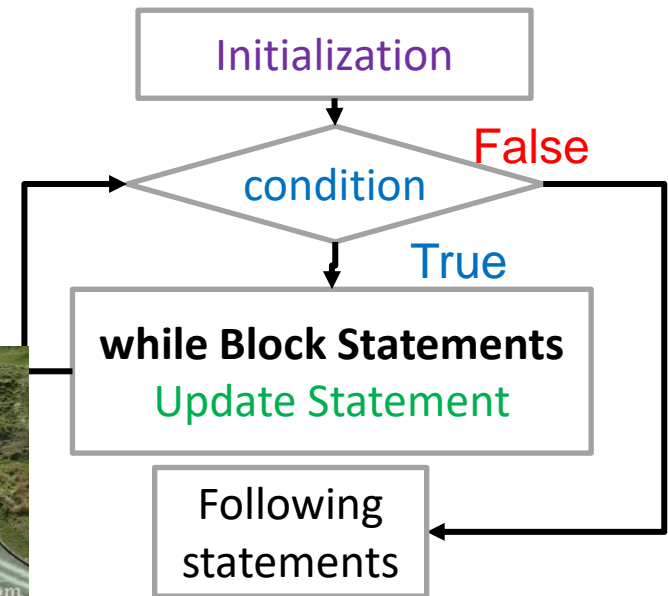 Initialization
False
condition
True
while Block Statements
Update Statement
Following
statements